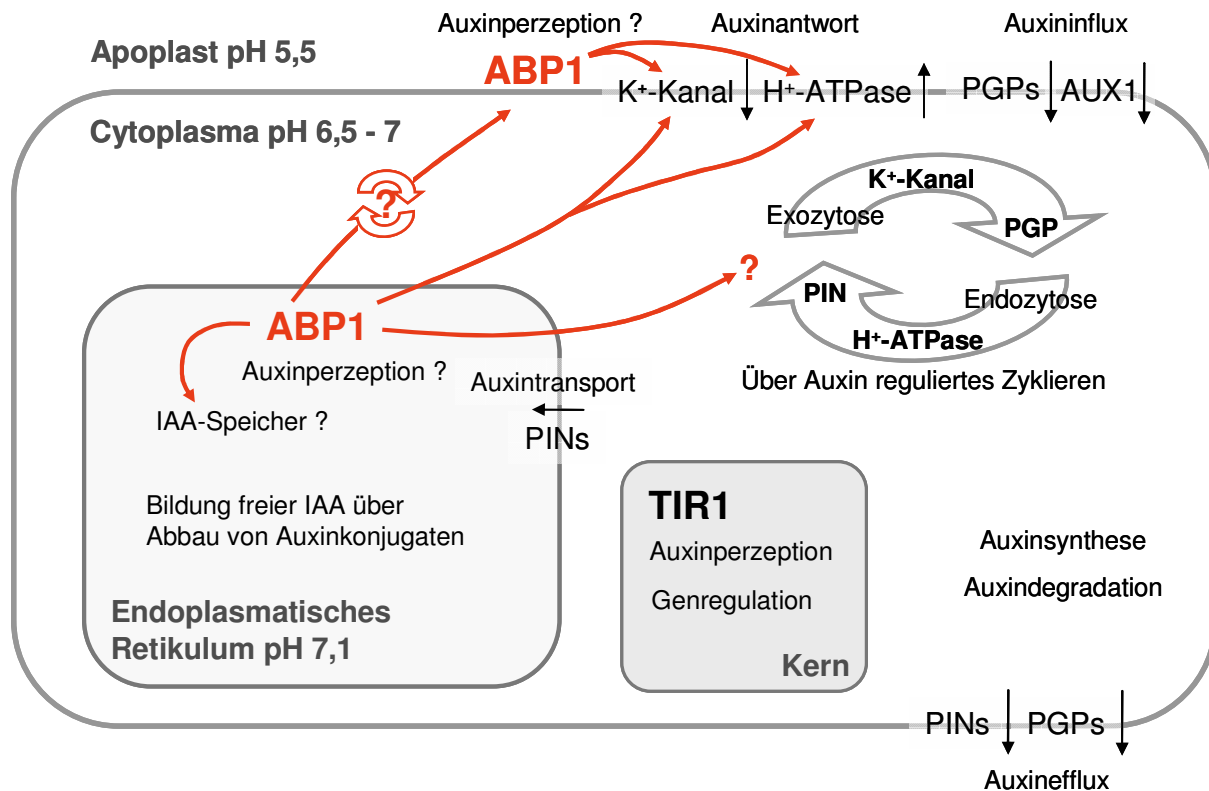 Auxinperzeption ?
Auxinantwort
Auxininflux
Apoplast pH 5,5
ABP1
K⁺-Kanal
H⁺-ATPase
PGPs
AUX1
Cytoplasma pH 6,5 - 7
?
K⁺-Kanal
Exozytose
PGP
?
PIN
Endozytose
H⁺-ATPase
Über Auxin reguliertes Zyklieren
ABP1
Auxinperzeption ?
IAA-Speicher ?
Auxintransport
PINs
Bildung freier IAA über
Abbau von Auxinkonjugaten
Endoplasmatisches
Retikulum pH 7,1
TIR1
Auxinperzeption
Genregulation
Kern
Auxinsynthese
Auxindegradation
PINs
PGPs
Auxinefflux